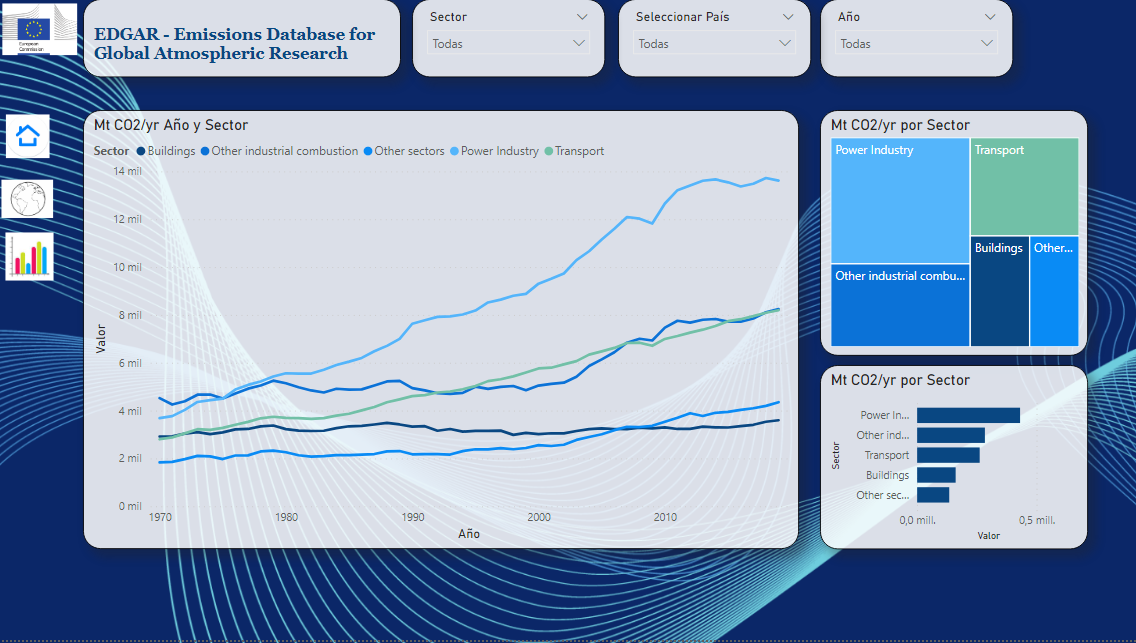 European
Commission
EDGAR - Emissions Database for
Global Atmospheric Research
Sector
Todas
Seleccionar País
Todas
Año
Todas
Mt CO2/yr Año y Sector
Sector Buildings Other industrial combustion Other sectors Power Industry Transport
14 mil
12 mil
10 mil
8 mil
6 mil
4 mil
2 mil
0 mil
Valor
1970 1980 1990 2000 2010
Año
Mt CO2/yr por Sector
Power Industry
Transport
Other industrial combu...
Buildings
Other...
Mt CO2/yr por Sector
Sector
Power In...
Other ind...
Transport
Buildings
Other sec...
0,0 mill. 0,5 mill.
Valor